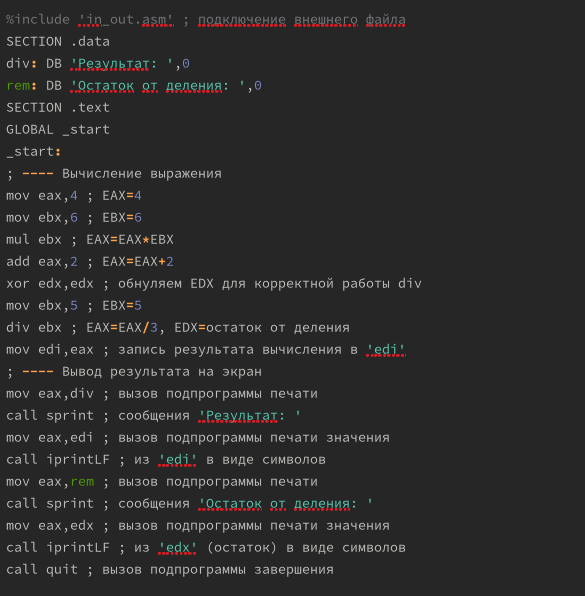 %include 'in_out.asm' ; подключение внешнего файла
SECTION .data
div: DB 'Результат: ',0
rem: DB 'Остаток от деления: ',0
SECTION .text
GLOBAL _start
_start:
; ---- Вычисление выражения
mov eax,4 ; EAX=4
mov ebx,6 ; EBX=6
mul ebx ; EAX=EAX*EBX
add eax,2 ; EAX=EAX+2
xor edx,edx ; обнуляем EDX для корректной работы div
mov ebx,5 ; EBX=5
div ebx ; EAX=EAX/3, EDX=остаток от деления
mov edi,eax ; запись результата вычисления в 'edi'
; ---- Вывод результата на экран
mov eax,div ; вызов подпрограммы печати
call sprint ; сообщения 'Результат: '
mov eax,edi ; вызов подпрограммы печати значения
call iprintLF ; из 'edi' в виде символов
mov eax,rem ; вызов подпрограммы печати
call sprint ; сообщения 'Остаток от деления: '
mov eax,edx ; вызов подпрограммы печати значения
call iprintLF ; из 'edx' (остаток) в виде символов
call quit ; вызов подпрограммы завершения